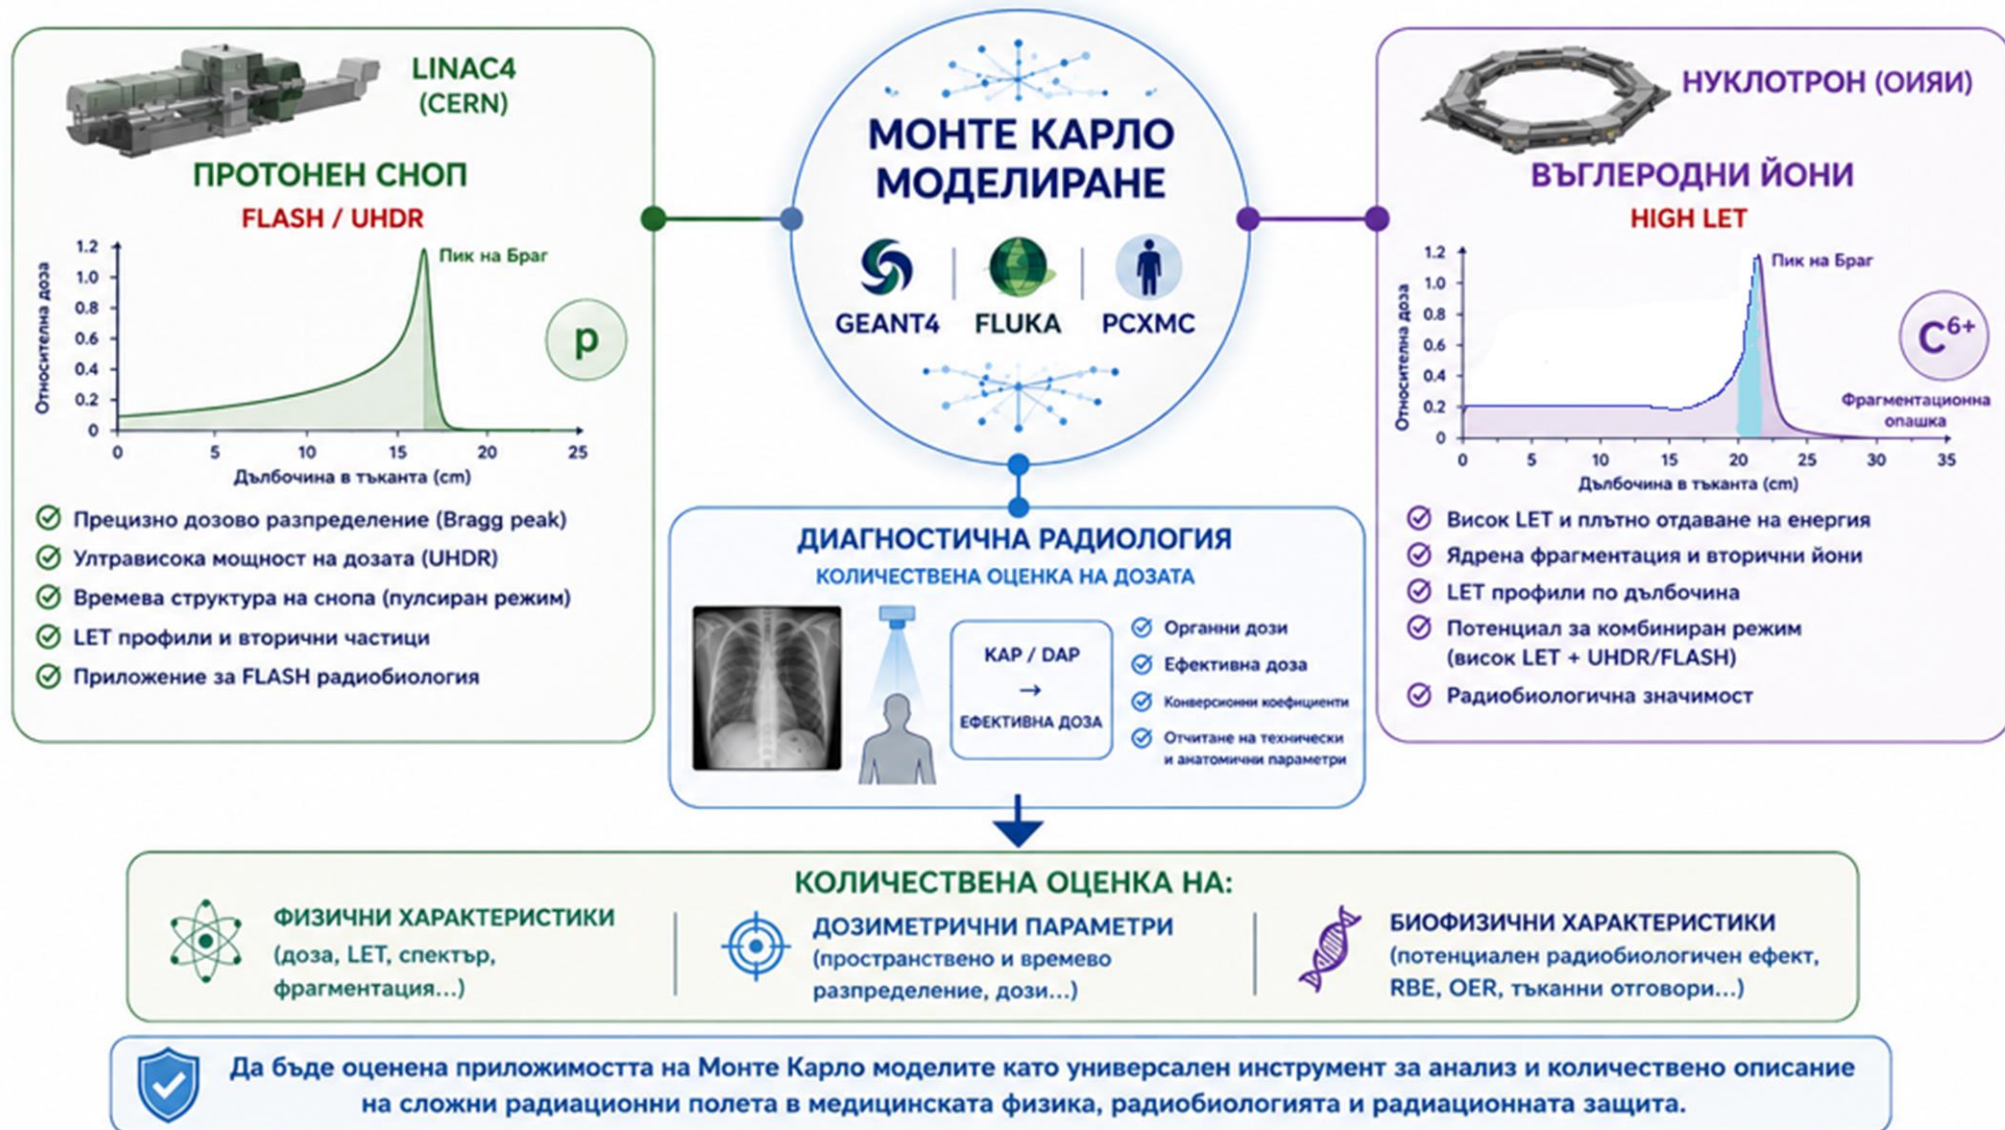 LINAC4
(CERN)
ПРОТОНЕН СНОП
FLASH / UHDR
Относителна доза
1.2
1.0
0.8
0.6
0.4
0.2
0
Пик на Браг
p
0 5 10 15 20 25
Дълбочина в тъканта (cm)
Прецизно дозово разпределение (Bragg peak)
Ултрависока мощност на дозата (UHDR)
Времева структура на снопа (пулсиран режим)
LET профили и вторични частици
Приложение за FLASH радиобиология
МОНТЕ КАРЛО
МОДЕЛИРАНЕ
GEANT4 FLUKA PCXMC
НУКЛОТРОН (ОИЯИ)
ВЪГЛЕРОДНИ ЙОНИ
HIGH LET
Относителна доза
1.2
1.0
0.8
0.6
0.4
0.2
0
Пик на Браг
C6+
Фрагментационна
опашка
0 5 10 15 20 25 30 35
Дълбочина в тъканта (cm)
Висок LET и плътно отдаване на енергия
Ядрена фрагментация и вторични йони
LET профили по дълбочина
Потенциал за комбиниран режим
(висок LET + UHDR/FLASH)
Радиобиологична значимост
ДИАГНОСТИЧНА РАДИОЛОГИЯ
КОЛИЧЕСТВЕНА ОЦЕНКА НА ДОЗАТА
KAP / DAP
→
ЕФЕКТИВНА ДОЗА
Органни дози
Ефективна доза
Конверсионни коефициенти
Отчитане на технически
и анатомични параметри
КОЛИЧЕСТВЕНА ОЦЕНКА НА:
ФИЗИЧНИ ХАРАКТЕРИСТИКИ
(доза, LET, спектър,
фрагментация...)
ДОЗИМЕТРИЧНИ ПАРАМЕТРИ
(пространствено и времево
разпределение, дози...)
БИОФИЗИЧНИ ХАРАКТЕРИСТИКИ
(потенциален радиобиологичен ефект,
RBE, OER, тъканни отговори...)
Да бъде оценена приложимостта на Монте Карло моделите като универсален инструмент за анализ и количествено описание
на сложни радиационни полета в медицинската физика, радиобиологията и радиационната защита.